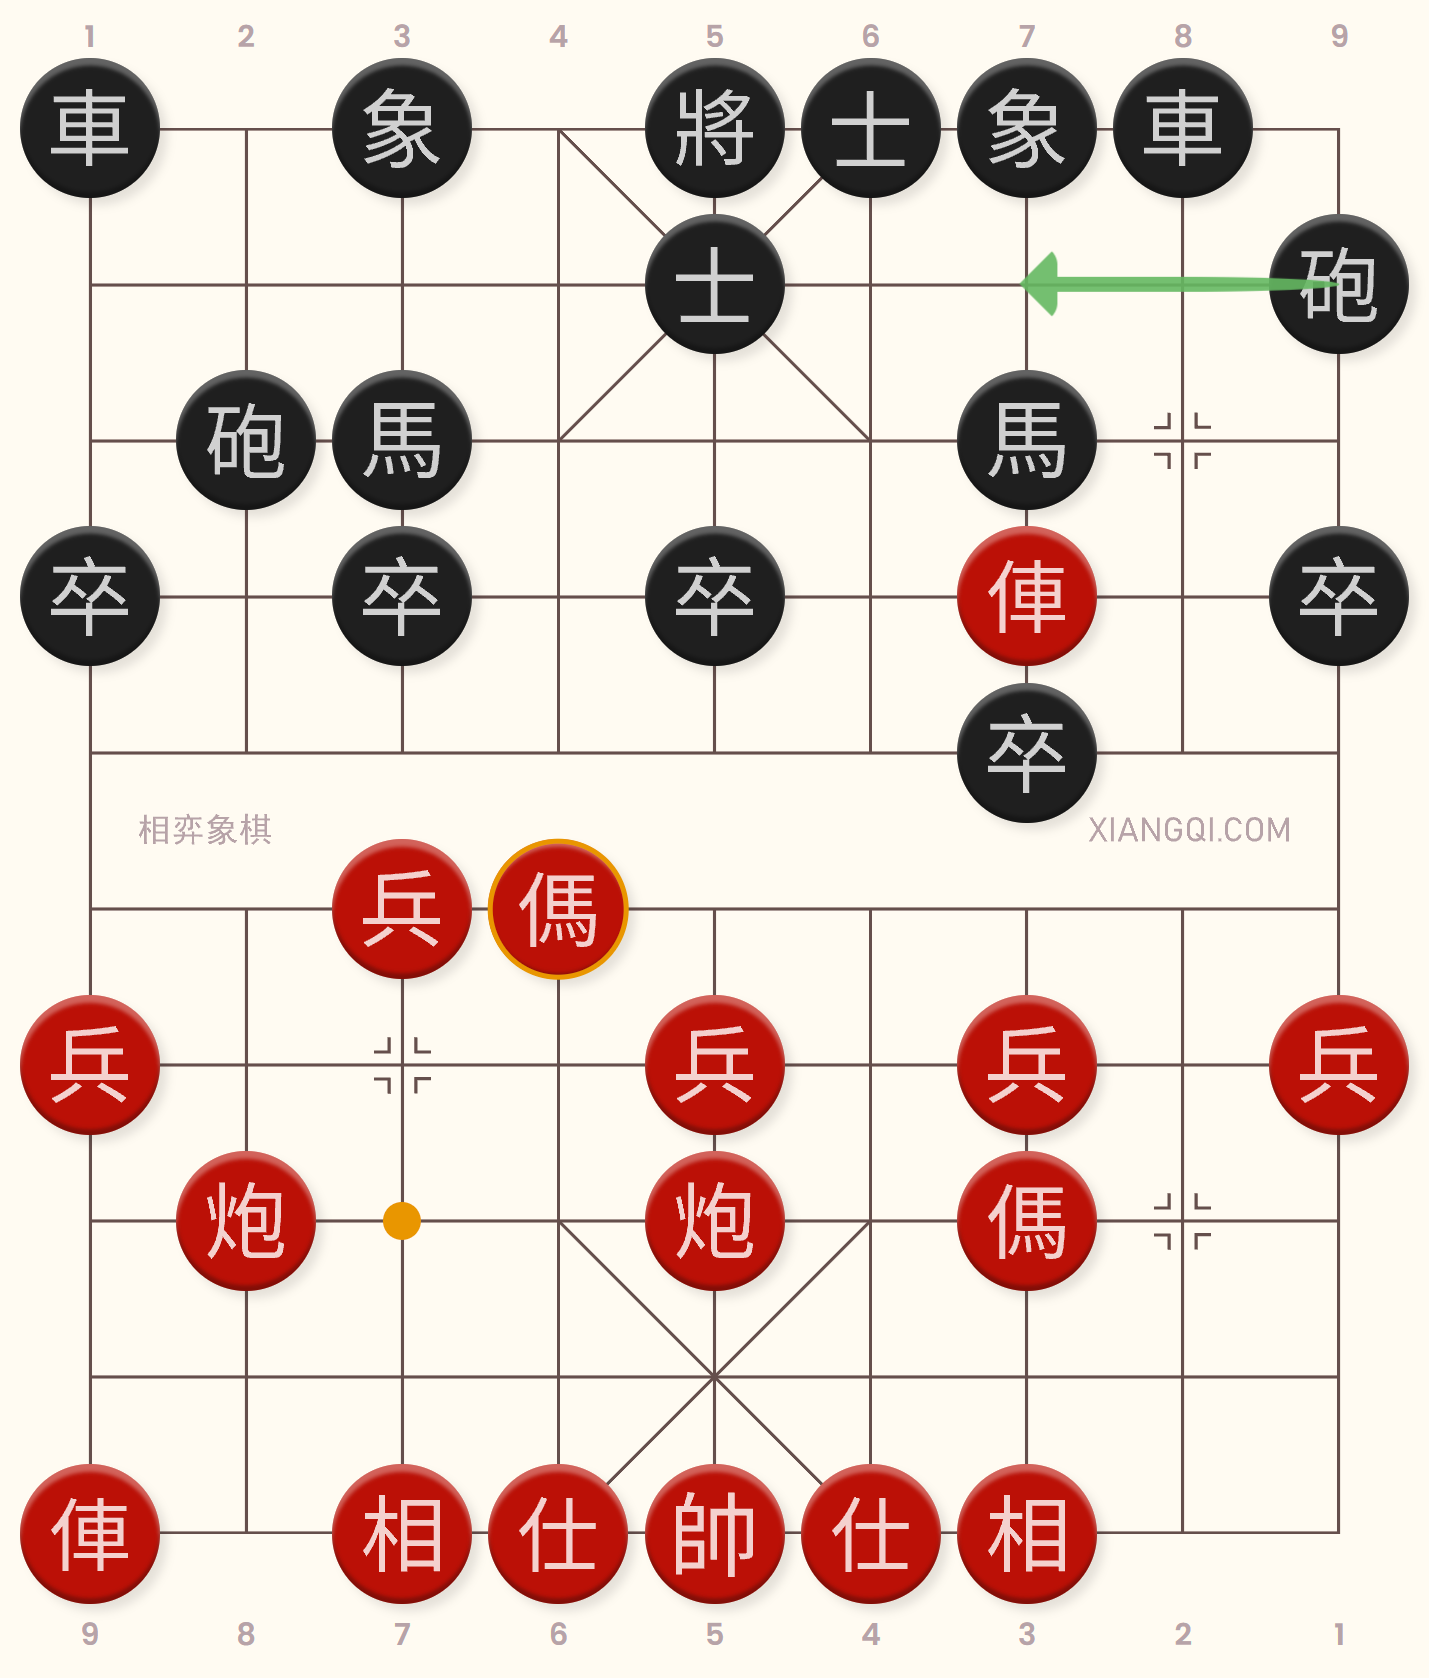 1 2 3 4 5 6 7 8 9
車 象 將 士 象 車
士 砲
砲 馬 馬
卒 卒 卒 俥 卒
卒
相弈象棋 XIANGQI.COM
兵 傌
兵 兵 兵 兵
炮 炮 傌
俥 相 仕 帥 仕 相
9 8 7 6 5 4 3 2 1